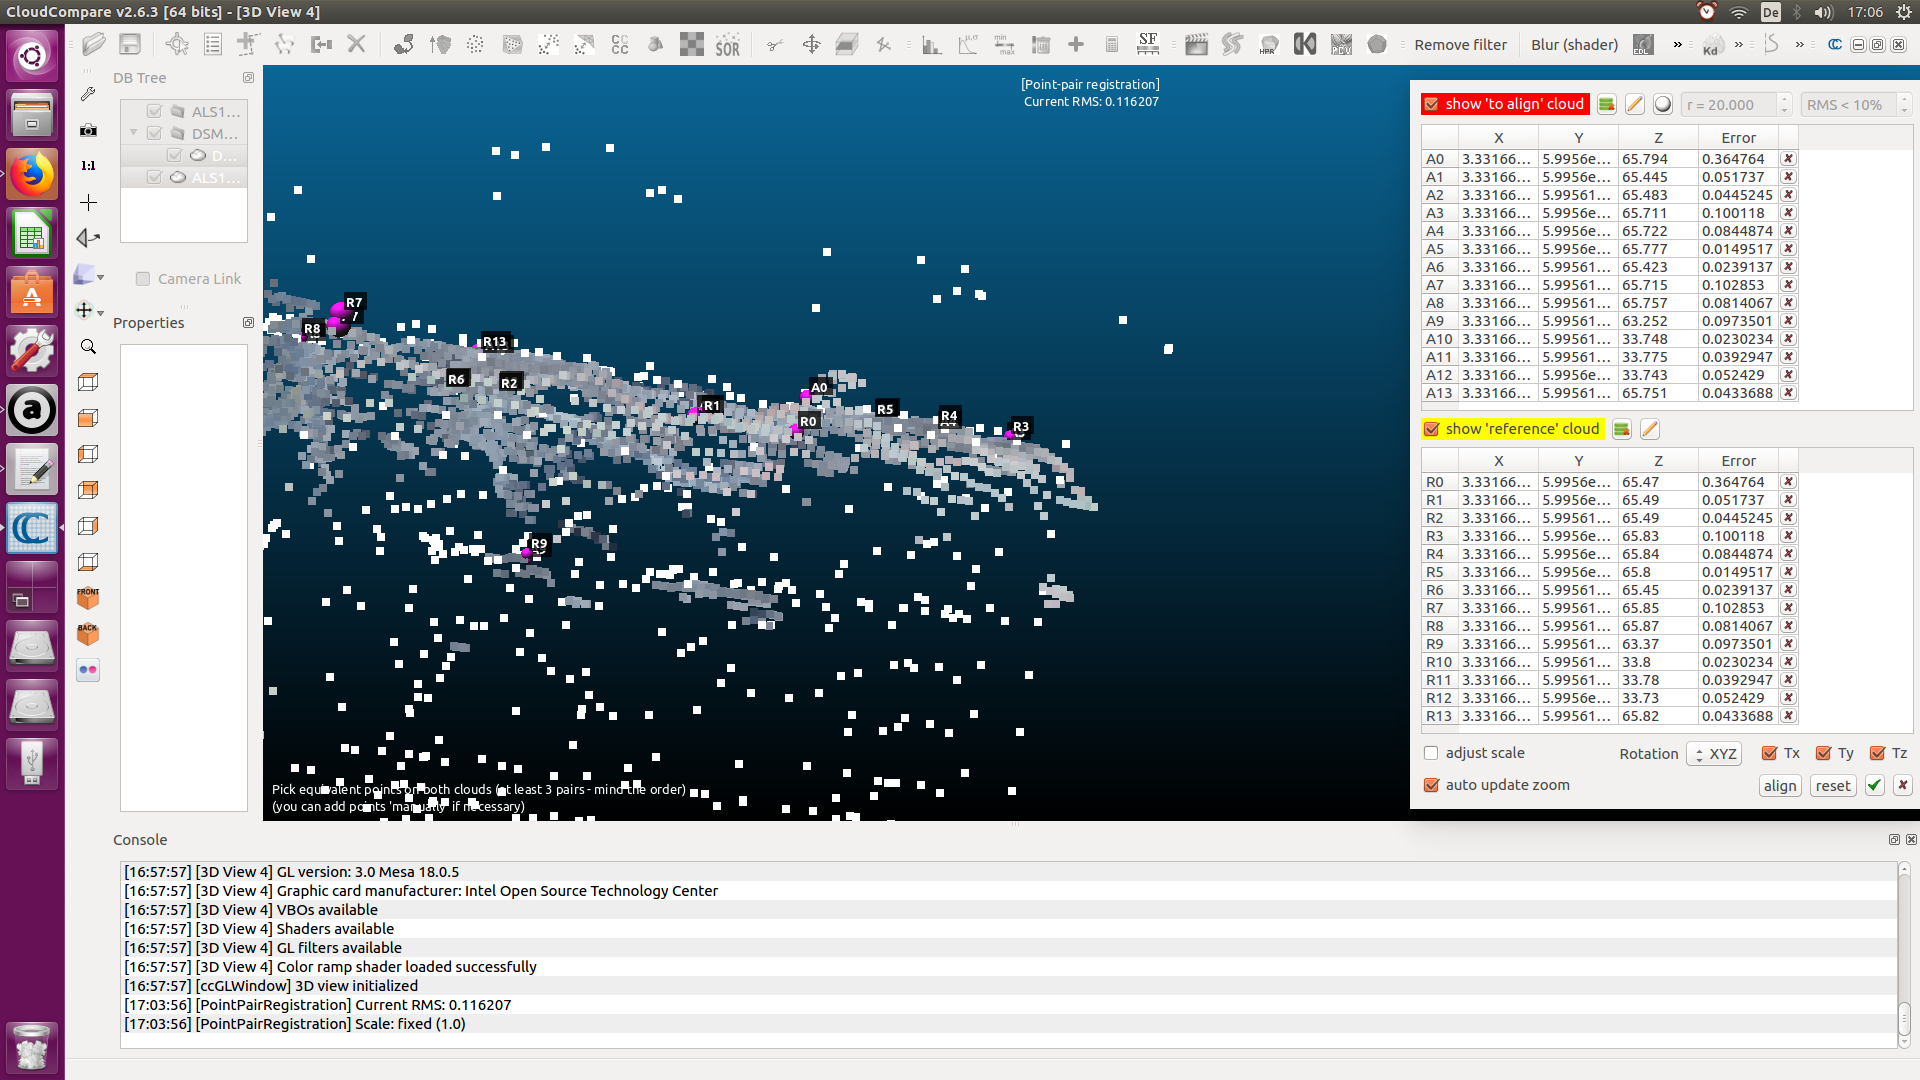 CloudCompare v2.6.3 [64 bits] - [3D View 4]
De
17:06
1:1
CC
SOR
min
max
SF
HPR
PCV
Remove filter
Blur (shader)
EDL
»
Kd
»
»
DB Tree
ALS1...
DSM...
D...
ALS1...
Camera Link
Properties
FRONT
BACK
[Point-pair registration]
Current RMS: 0.116207
R7
R8
R13
R6
R2
A0
R1
R0
R5
R4
R3
R9
Pick equivalent points on both clouds (at least 3 pairs - mind the order)
(you can add points 'manually' if necessary)
show 'to align' cloud
r = 20.000
RMS < 10%
X Y Z Error
A0 3.33166... 5.9956e... 65.794 0.364764
A1 3.33166... 5.9956e... 65.445 0.051737
A2 3.33166... 5.99561... 65.483 0.0445245
A3 3.33166... 5.9956e... 65.711 0.100118
A4 3.33166... 5.9956e... 65.722 0.0844874
A5 3.33166... 5.9956e... 65.777 0.0149517
A6 3.33166... 5.99561... 65.423 0.0239137
A7 3.33166... 5.99561... 65.715 0.102853
A8 3.33166... 5.99561... 65.757 0.0814067
A9 3.33166... 5.99561... 63.252 0.0973501
A10 3.33166... 5.99561... 33.748 0.0230234
A11 3.33166... 5.99561... 33.775 0.0392947
A12 3.33166... 5.9956e... 33.743 0.052429
A13 3.33166... 5.99561... 65.751 0.0433688
show 'reference' cloud
X Y Z Error
R0 3.33166... 5.9956e... 65.47 0.364764
R1 3.33166... 5.9956e... 65.49 0.051737
R2 3.33166... 5.99561... 65.49 0.0445245
R3 3.33166... 5.9956e... 65.83 0.100118
R4 3.33166... 5.9956e... 65.84 0.0844874
R5 3.33166... 5.9956e... 65.8 0.0149517
R6 3.33166... 5.99561... 65.45 0.0239137
R7 3.33166... 5.99561... 65.85 0.102853
R8 3.33166... 5.99561... 65.87 0.0814067
R9 3.33166... 5.99561... 63.37 0.0973501
R10 3.33166... 5.99561... 33.8 0.0230234
R11 3.33166... 5.99561... 33.78 0.0392947
R12 3.33166... 5.9956e... 33.73 0.052429
R13 3.33166... 5.99561... 65.82 0.0433688
adjust scale
Rotation
XYZ
Tx
Ty
Tz
auto update zoom
align
reset
Console
[16:57:57] [3D View 4] GL version: 3.0 Mesa 18.0.5
[16:57:57] [3D View 4] Graphic card manufacturer: Intel Open Source Technology Center
[16:57:57] [3D View 4] VBOs available
[16:57:57] [3D View 4] Shaders available
[16:57:57] [3D View 4] GL filters available
[16:57:57] [3D View 4] Color ramp shader loaded successfully
[16:57:57] [ccGLWindow] 3D view initialized
[17:03:56] [PointPairRegistration] Current RMS: 0.116207
[17:03:56] [PointPairRegistration] Scale: fixed (1.0)